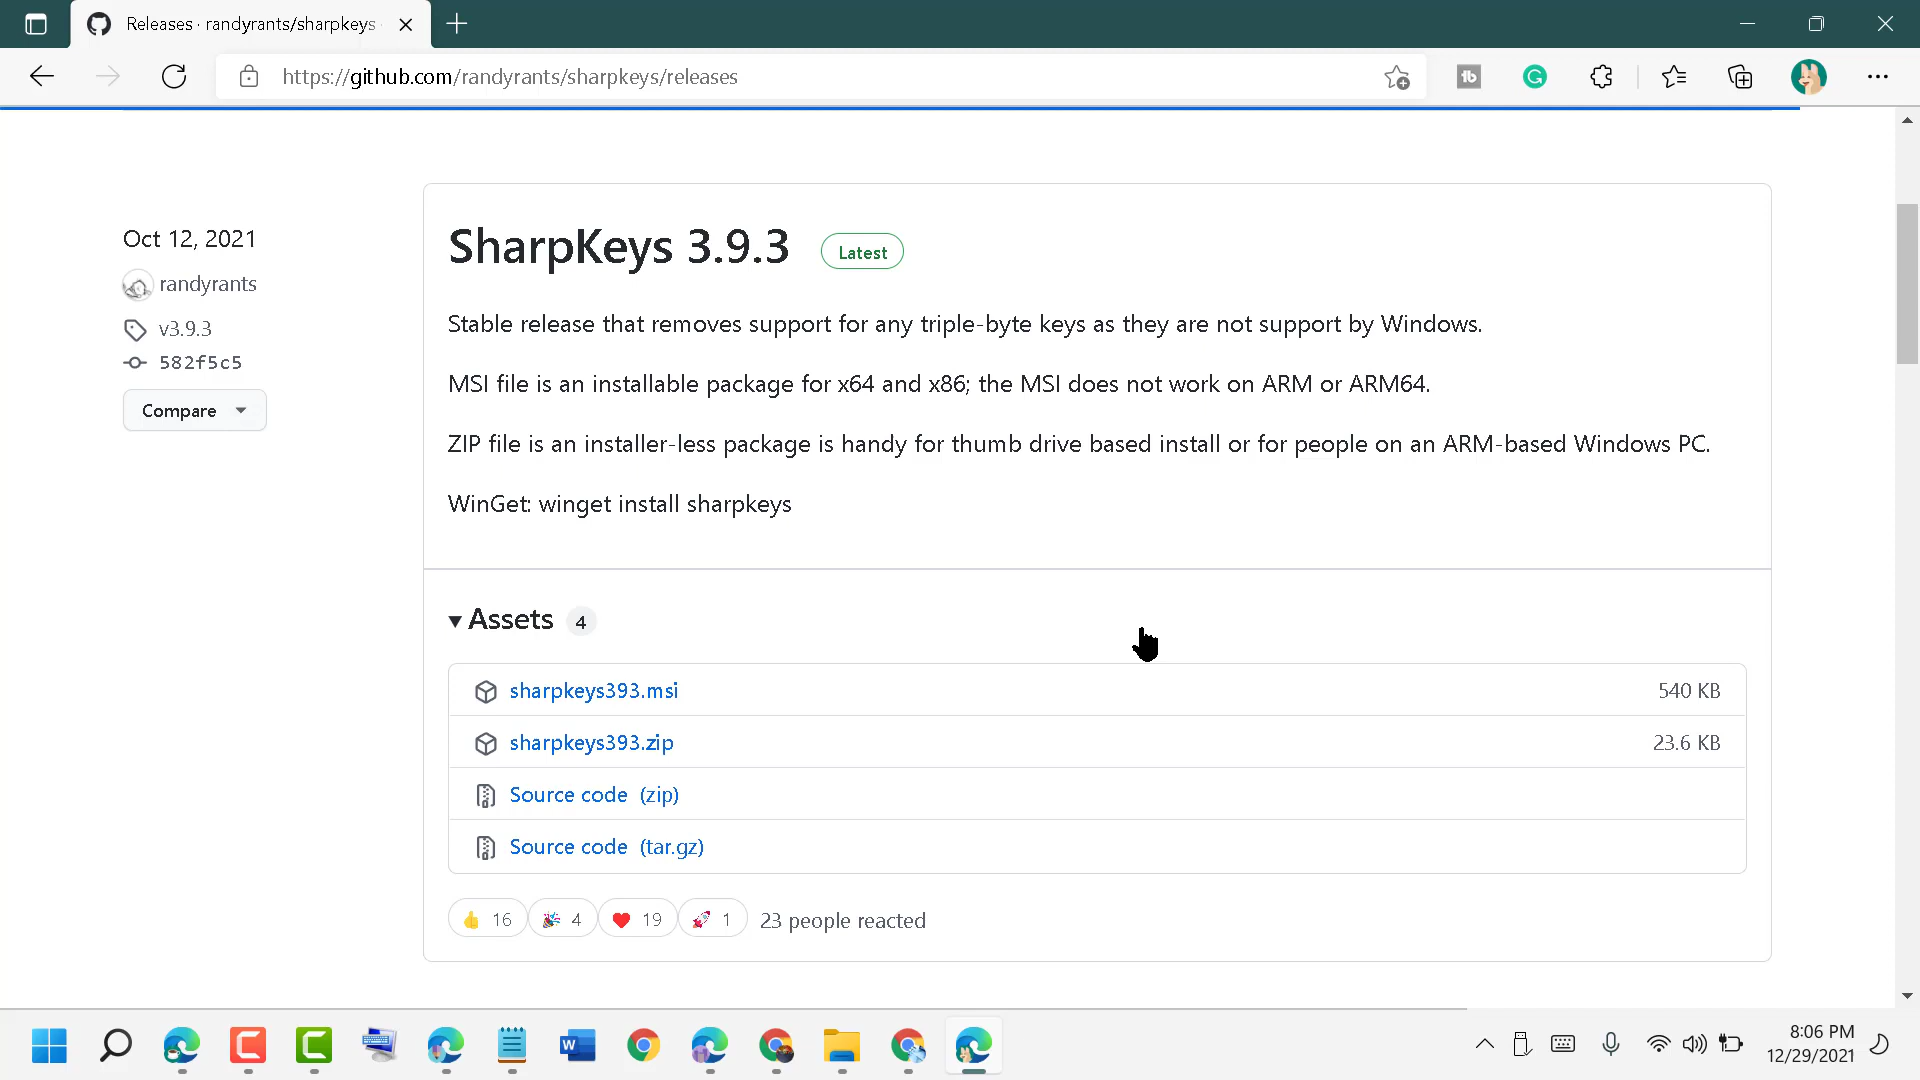 Releases · randyrants/sharpkeys
https://github.com/randyrants/sharpkeys/releases
Oct 12, 2021
randyrants
v3.9.3
582f5c5
Compare
SharpKeys 3.9.3 Latest
Stable release that removes support for any triple-byte keys as they are not support by Windows.
MSI file is an installable package for x64 and x86; the MSI does not work on ARM or ARM64.
ZIP file is an installer-less package is handy for thumb drive based install or for people on an ARM-based Windows PC.
WinGet: winget install sharpkeys
Assets 4
sharpkeys393.msi 540 KB
sharpkeys393.zip 23.6 KB
Source code (zip)
Source code (tar.gz)
👍 16 🎉 4 ❤️ 19 🚀 1 23 people reacted
8:06 PM
12/29/2021